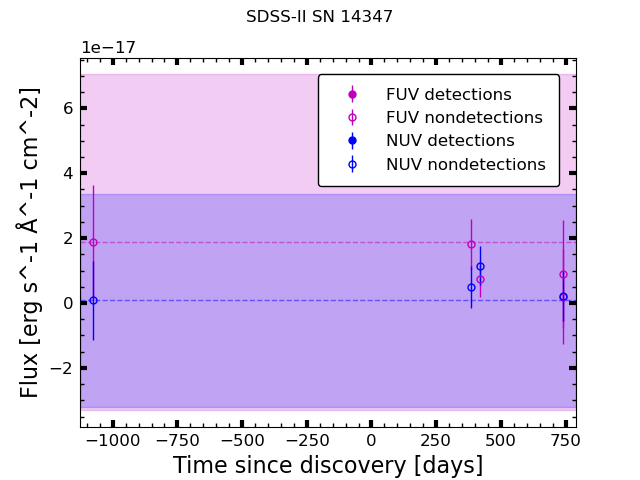 SDSS-II SN 14347
1e−17
FUV detections
FUV nondetections
NUV detections
NUV nondetections
6
4
2
0
−2
Flux [erg s^-1 Å^-1 cm^-2]
−1000 −750 −500 −250 0 250 500 750
Time since discovery [days]